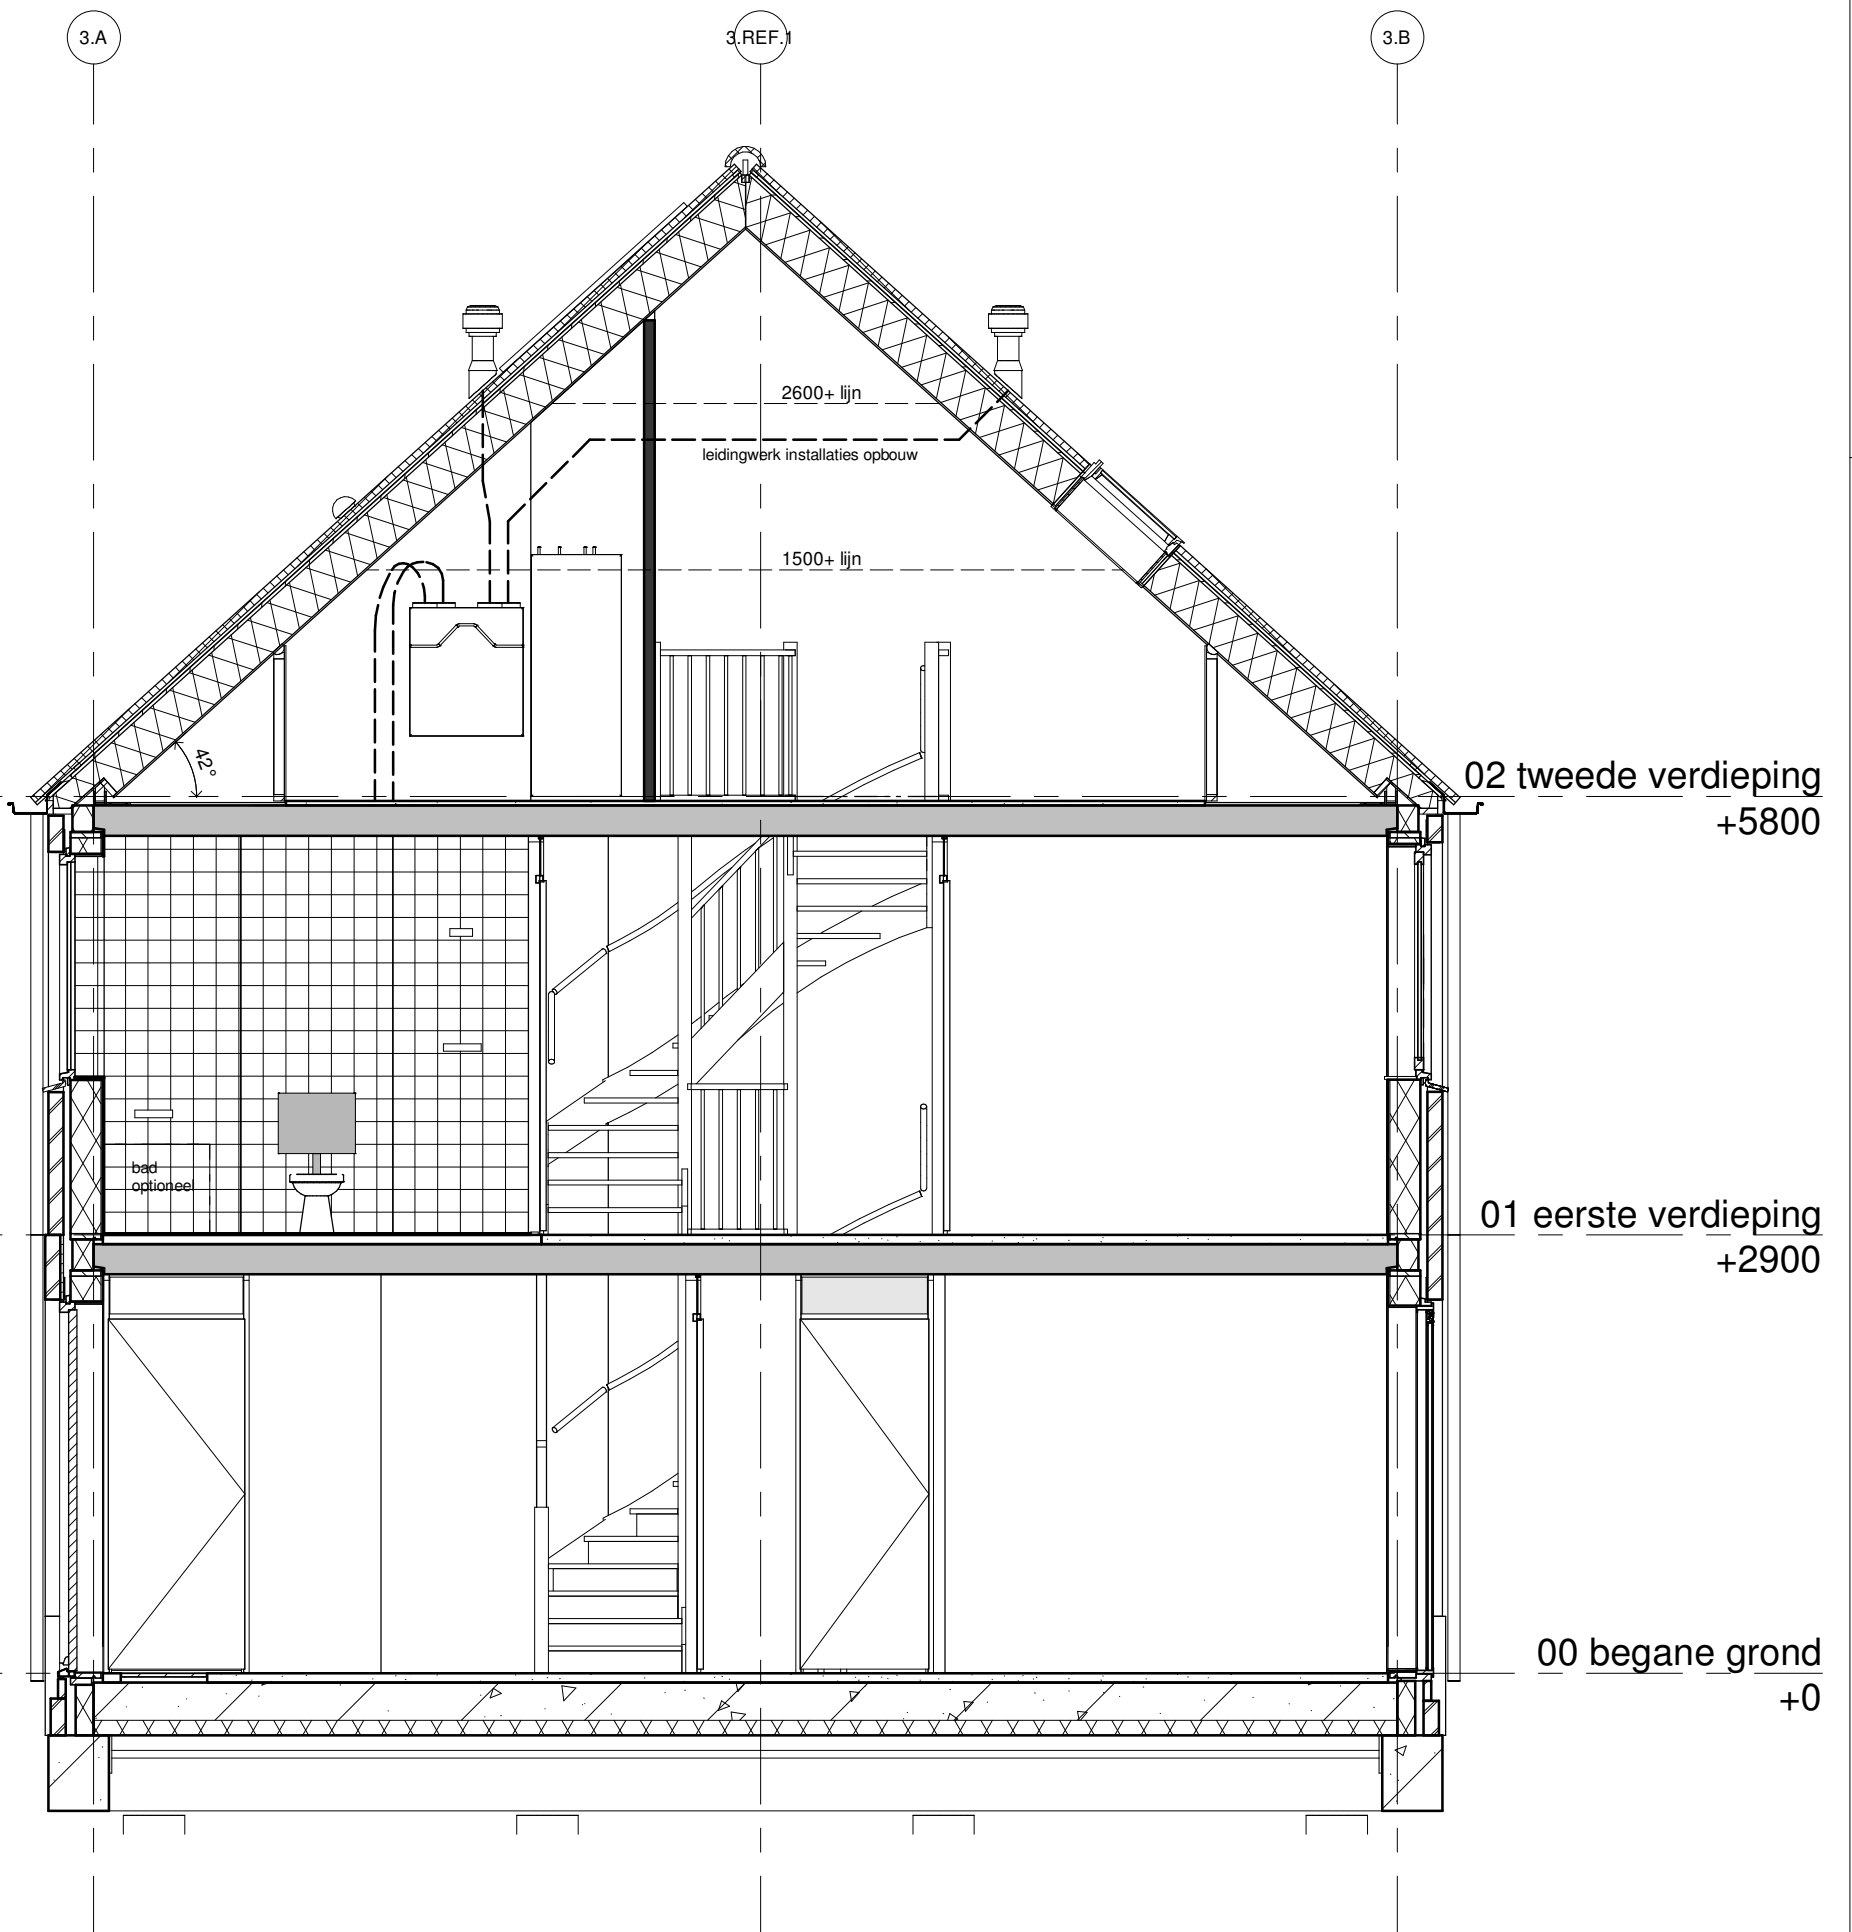 3.A
3.REF.1
3.B
2600+ lijn
leidingwerk installaties opbouw
1500+ lijn
42°
02 tweede verdieping
+5800
bad
optioneel
01 eerste verdieping
+2900
00 begane grond
+0